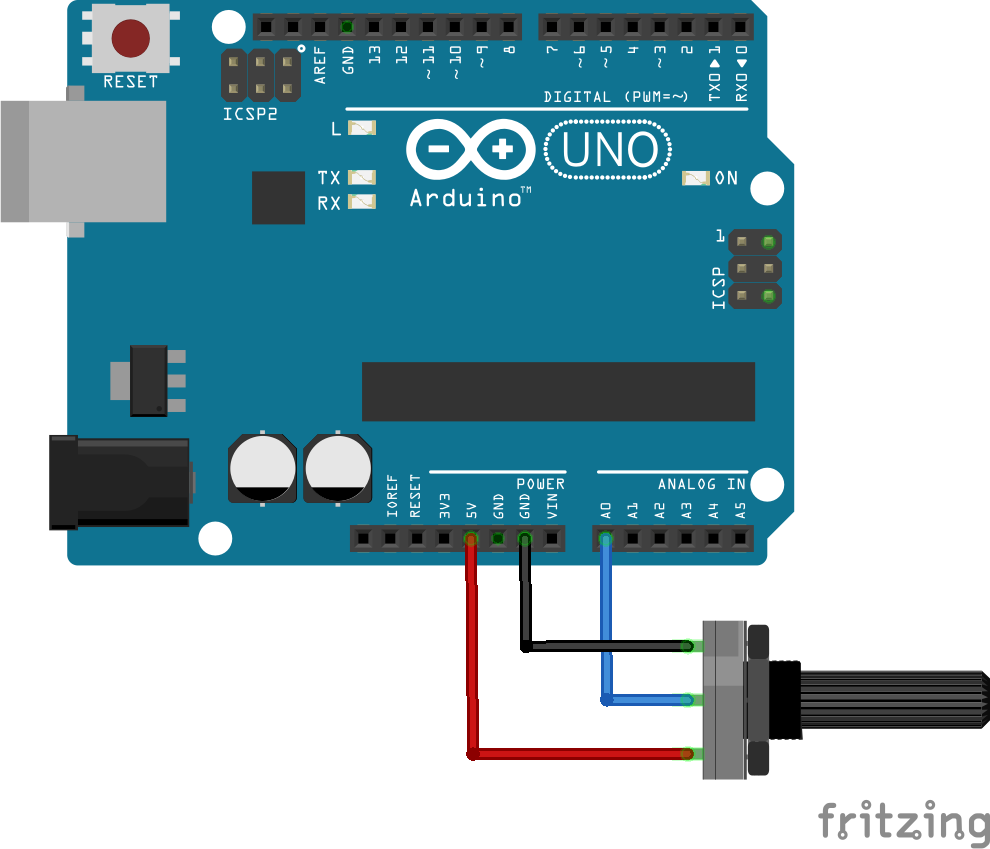 RESET
ICSP2
AREF
GND
13
12
~11
~10
~9
8
7
~6
~5
4
~3
2
TX0▶1
RX0◀0
DIGITAL (PWM=~)
L
TX
RX
Arduino™
UNO
ON
1
ICSP
IOREF
RESET
3V3
5V
GND
GND
VIN
POWER
A0
A1
A2
A3
A4
A5
ANALOG IN
fritzing